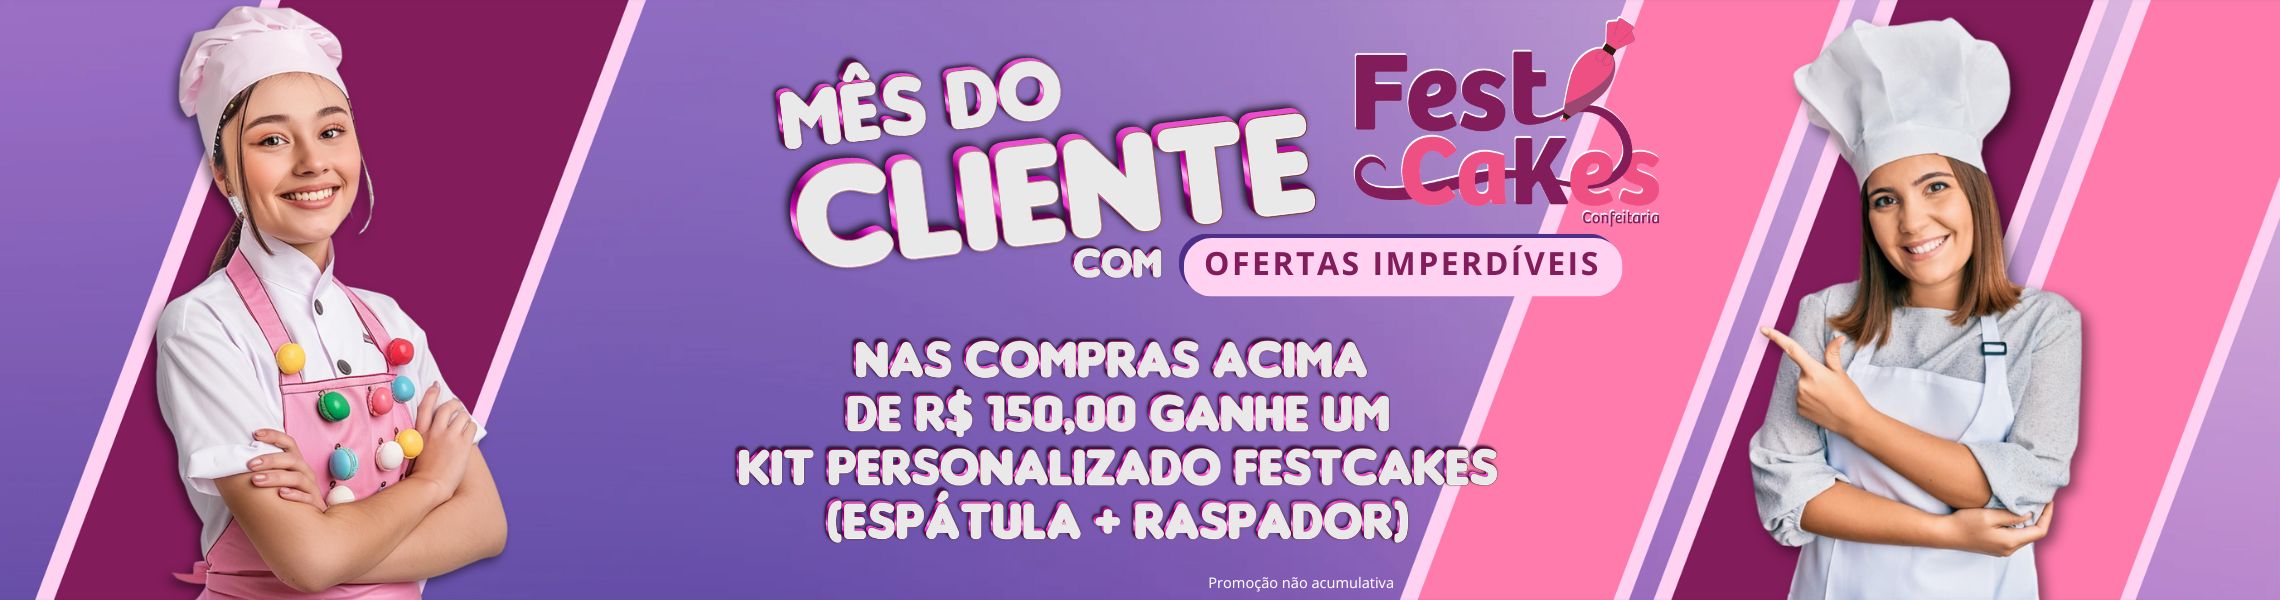 MÊS DO
CLIENTE
COM OFERTAS IMPERDÍVEIS
Fest
Cakes
Confeitaria
NAS COMPRAS ACIMA
DE R$ 150,00 GANHE UM
KIT PERSONALIZADO FESTCAKES
(ESPÁTULA + RASPADOR)
Promoção não acumulativa